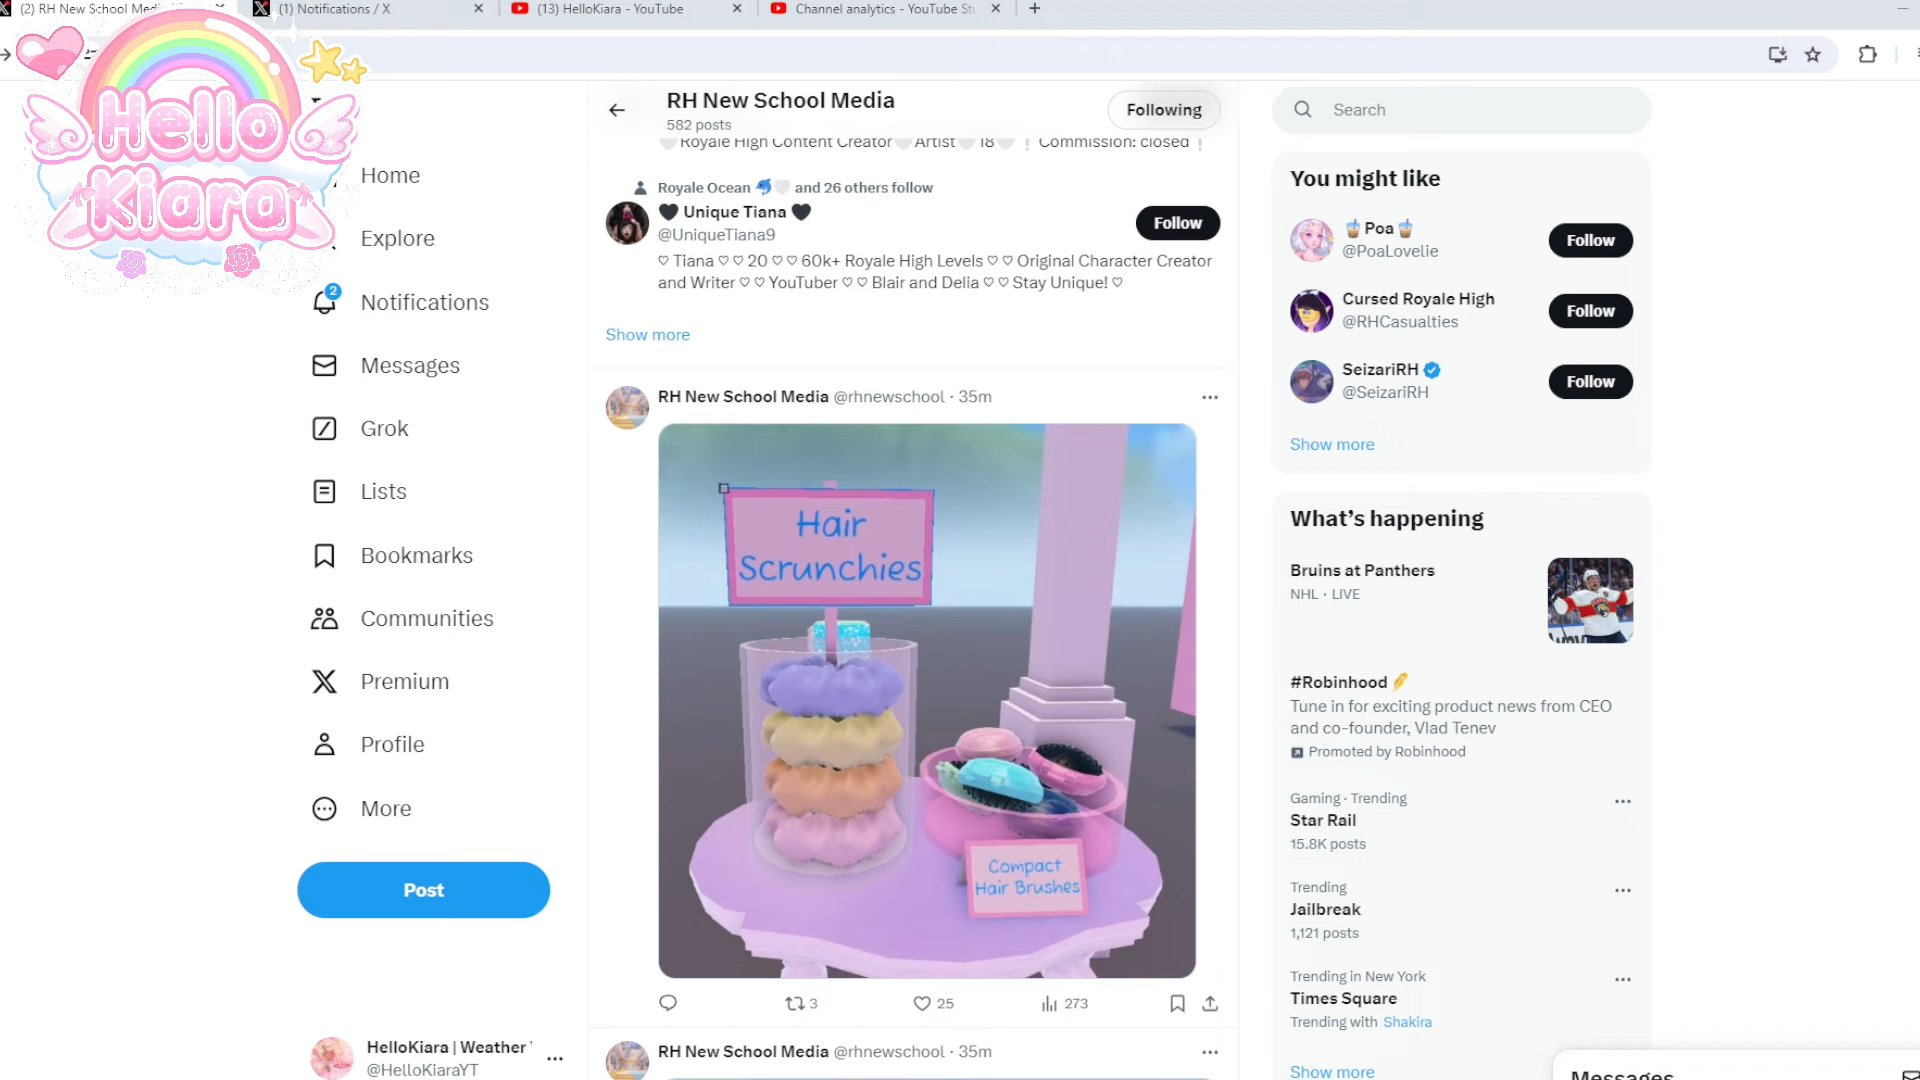 (2) RH New School Med
(1) Notifications / X
(13) HelloKiara - YouTube
Channel analytics - YouTube Stu
Hello
Kiara
Home
Explore
2
Notifications
Messages
Grok
Lists
Bookmarks
Communities
Premium
Profile
More
Post
HelloKiara | Weather
@HelloKiaraYT
RH New School Media
582 posts
Following
Royale High Content Creator🤍Artist🤍18🤍❕Commission: closed❕
Royale Ocean 🐬🤍 and 26 others follow
🖤 Unique Tiana 🖤
@UniqueTiana9
Follow
♡ Tiana ♡ ♡ 20 ♡ ♡ 60k+ Royale High Levels ♡ ♡ Original Character Creator
and Writer ♡ ♡ YouTuber ♡ ♡ Blair and Delia ♡ ♡ Stay Unique! ♡
Show more
RH New School Media @rhnewschool · 35m
Hair
Scrunchies
Compact
Hair Brushes
3
25
273
RH New School Media @rhnewschool · 35m
Search
You might like
🧋Poa🧋
@PoaLovelie
Follow
Cursed Royale High
@RHCasualties
Follow
SeizariRH
@SeizariRH
Follow
Show more
What's happening
Bruins at Panthers
NHL · LIVE
#Robinhood
Tune in for exciting product news from CEO
and co-founder, Vlad Tenev
Promoted by Robinhood
Gaming · Trending
Star Rail
15.8K posts
Trending
Jailbreak
1,121 posts
Trending in New York
Times Square
Trending with Shakira
Show more
Messages